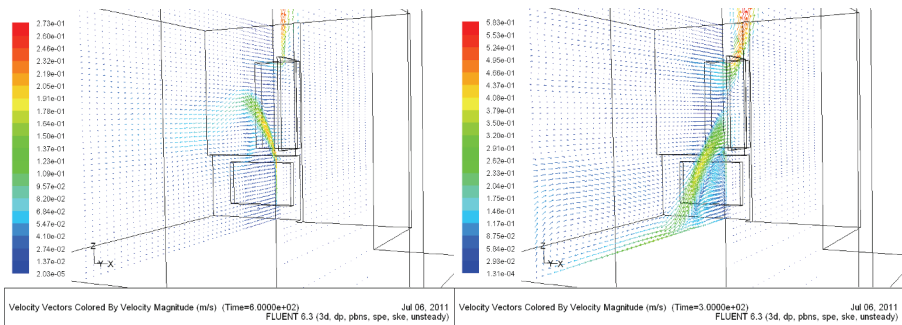 2.73e-01
2.60e-01
2.46e-01
2.32e-01
2.19e-01
2.05e-01
1.91e-01
1.78e-01
1.64e-01
1.50e-01
1.37e-01
1.23e-01
1.09e-01
9.57e-02
8.20e-02
6.84e-02
5.47e-02
4.10e-02
2.74e-02
1.37e-02
2.03e-05
Z
Y X
Velocity Vectors Colored By Velocity Magnitude (m/s) (Time=6.0000e+02) Jul 06, 2011
FLUENT 6.3 (3d, dp, pbns, spe, ske, unsteady)
5.83e-01
5.53e-01
5.24e-01
4.95e-01
4.66e-01
4.37e-01
4.08e-01
3.79e-01
3.50e-01
3.20e-01
2.91e-01
2.62e-01
2.33e-01
2.04e-01
1.75e-01
1.46e-01
1.17e-01
8.75e-02
5.84e-02
2.93e-02
1.31e-04
Z
Y X
Velocity Vectors Colored By Velocity Magnitude (m/s) (Time=3.0000e+02) Jul 06, 2011
FLUENT 6.3 (3d, dp, pbns, spe, ske, unsteady)